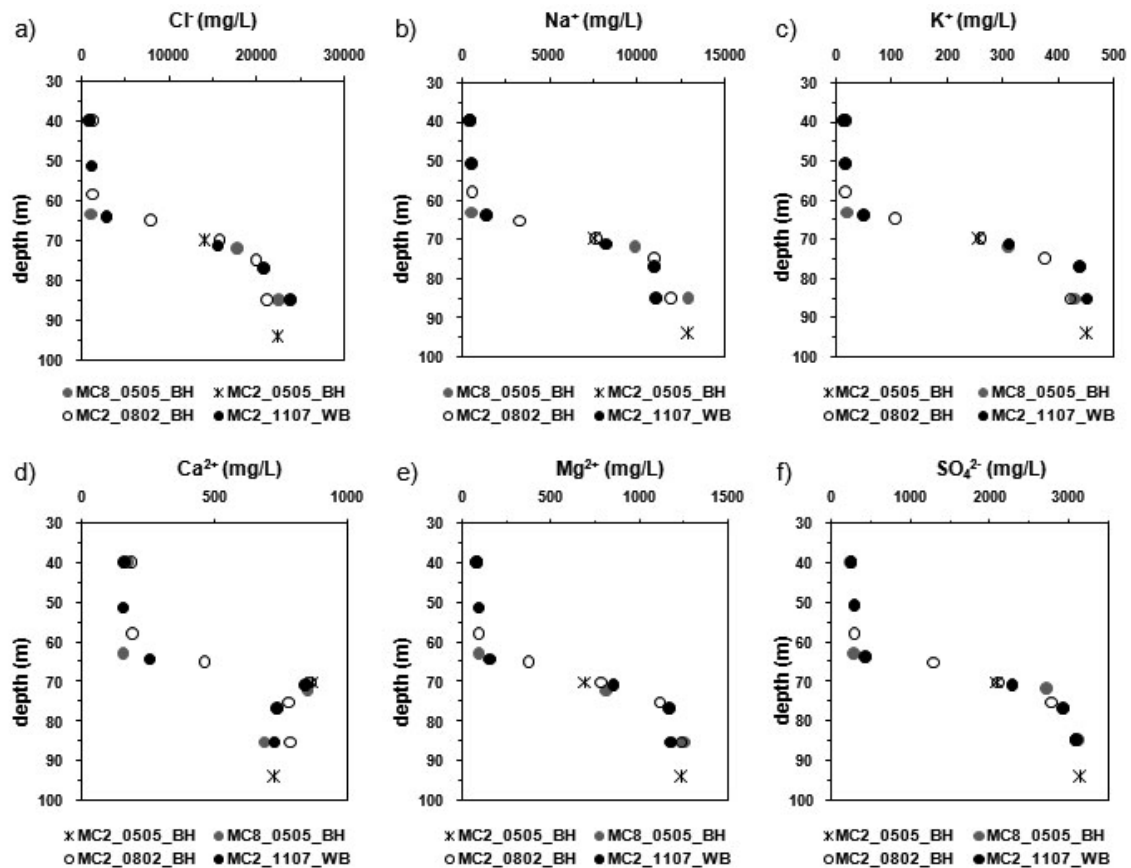 a) Cl⁻ (mg/L)
0 10000 20000 30000
30
40
50
60
70
80
90
100
depth (m)
MC8_0505_BH MC2_0505_BH
MC2_0802_BH MC2_1107_WB
b) Na⁺ (mg/L)
0 5000 10000 15000
30
40
50
60
70
80
90
100
depth (m)
MC8_0505_BH MC2_0505_BH
MC2_0802_BH MC2_1107_WB
c) K⁺ (mg/L)
0 100 200 300 400 500
30
40
50
60
70
80
90
100
depth (m)
MC2_0505_BH MC8_0505_BH
MC2_0802_BH MC2_1107_WB
d) Ca²⁺ (mg/L)
0 500 1000
30
40
50
60
70
80
90
100
depth (m)
MC2_0505_BH MC8_0505_BH
MC2_0802_BH MC2_1107_WB
e) Mg²⁺ (mg/L)
0 500 1000 1500
30
40
50
60
70
80
90
100
depth (m)
MC2_0505_BH MC8_0505_BH
MC2_0802_BH MC2_1107_WB
f) SO₄²⁻ (mg/L)
0 1000 2000 3000
30
40
50
60
70
80
90
100
depth (m)
MC2_0505_BH MC8_0505_BH
MC2_0802_BH MC2_1107_WB